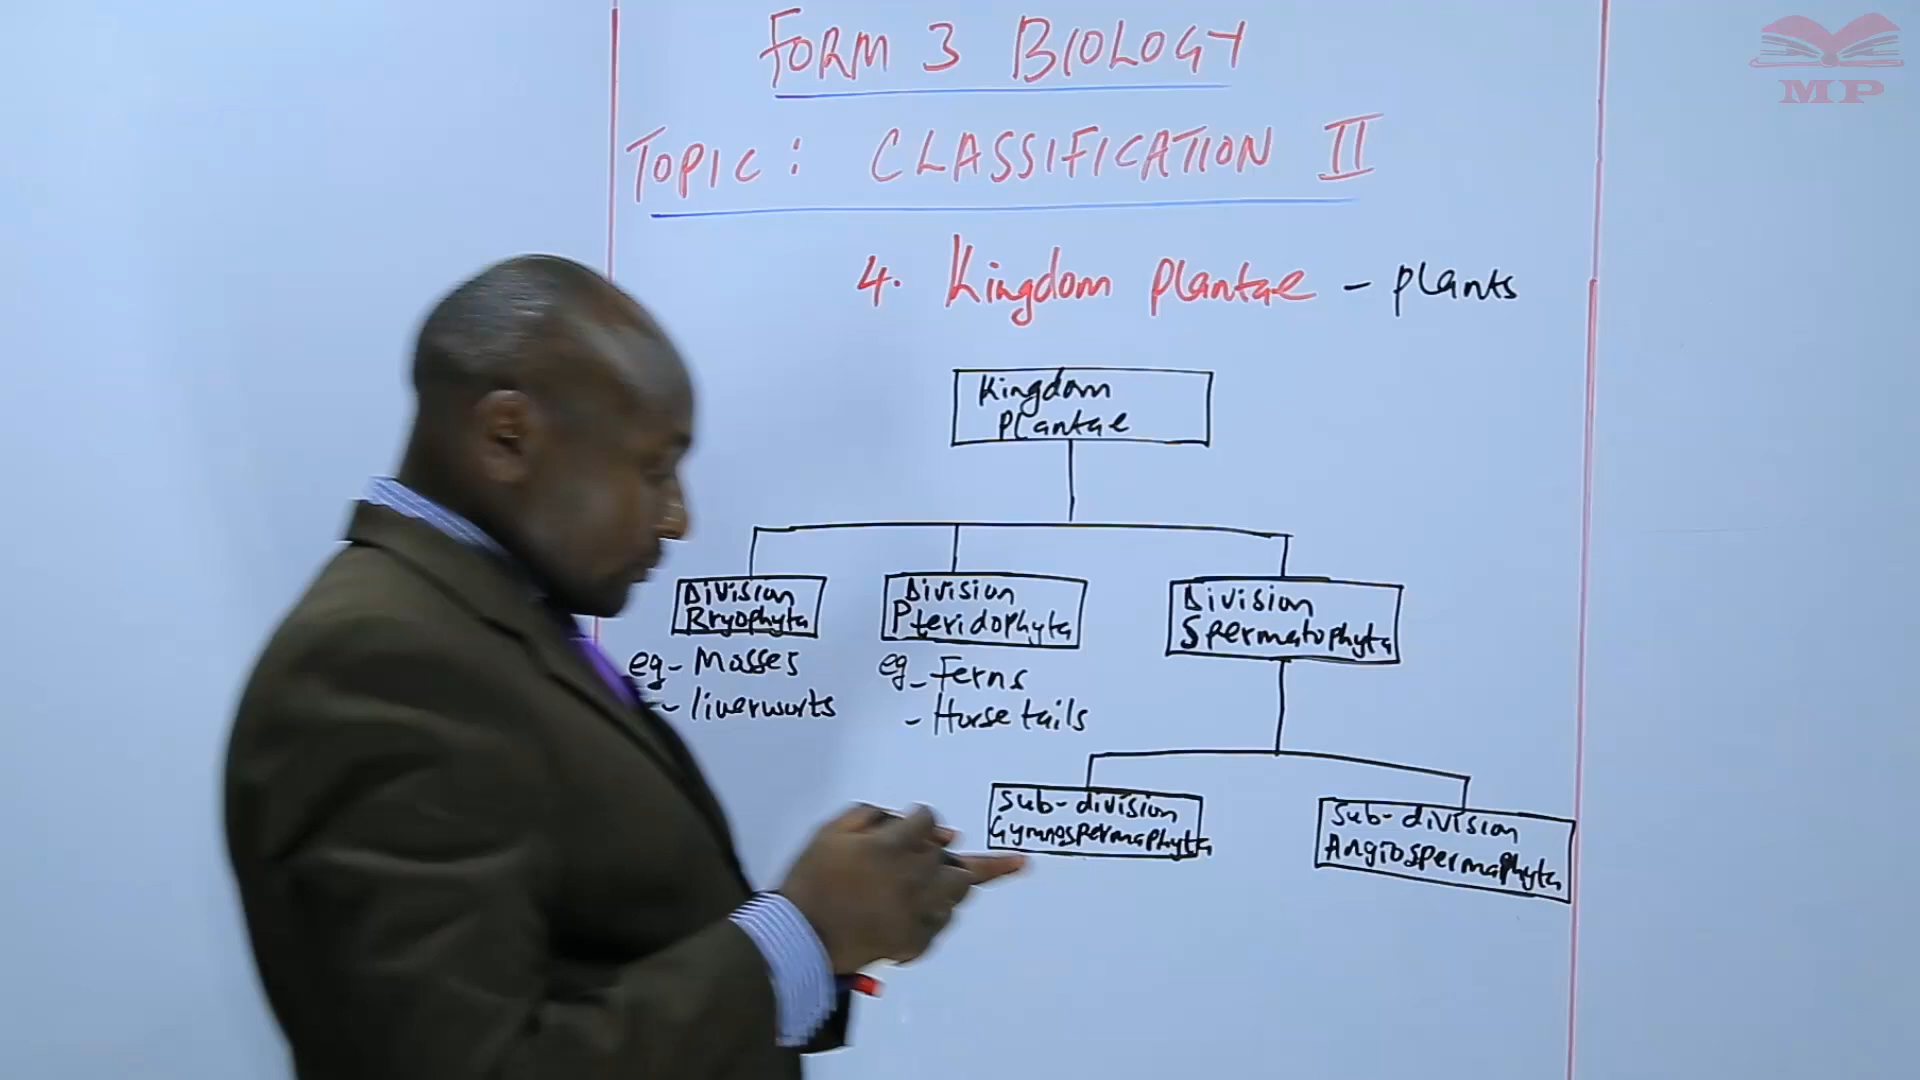 FORM 3 BIOLOGY
TOPIC: CLASSIFICATION II
4. Kingdom Plantae - plants
Kingdom
Plantae
Division
Bryophyta
eg - Mosses
- liverworts
Division
Pteridophyta
eg - Ferns
- Horse tails
Division
Spermatophyta
Sub-division
Gymnospermaphyta
Sub-division
Angiospermaphyta
MP